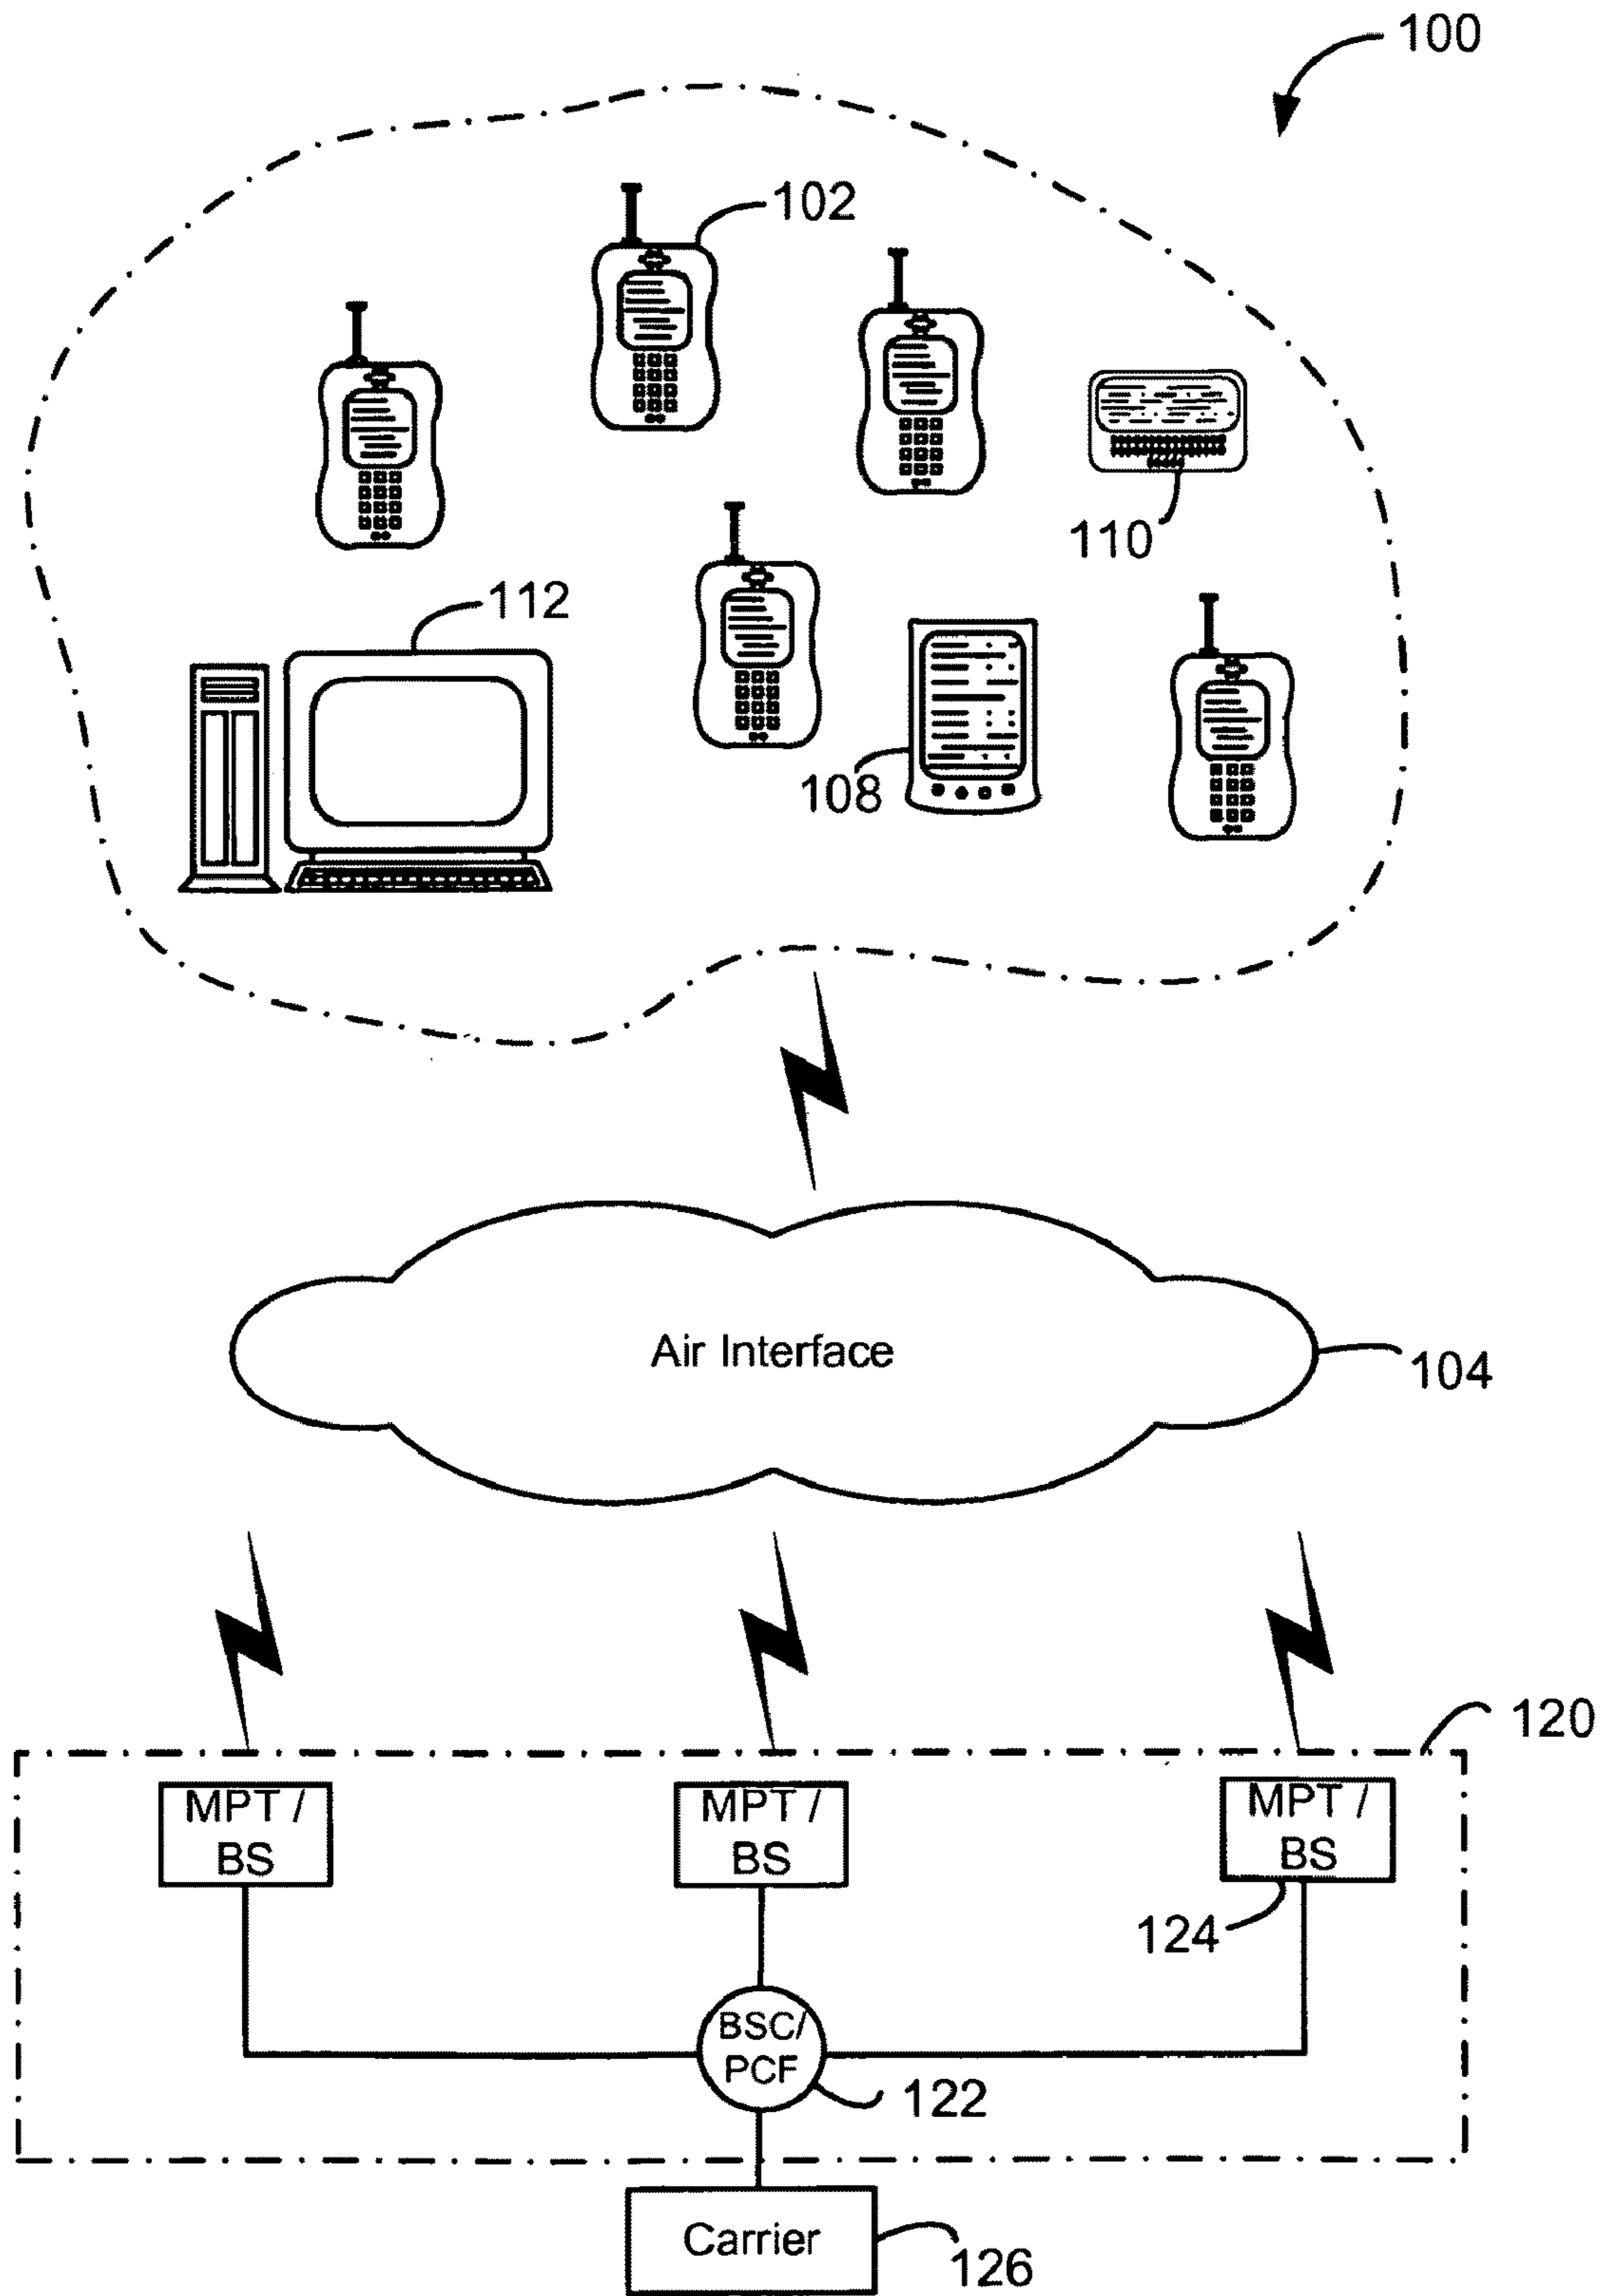 100
102
110
112
108
Air Interface
104
120
MPT /
BS
MPT /
BS
MPT /
BS
124
BSC/
PCF
122
Carrier
126